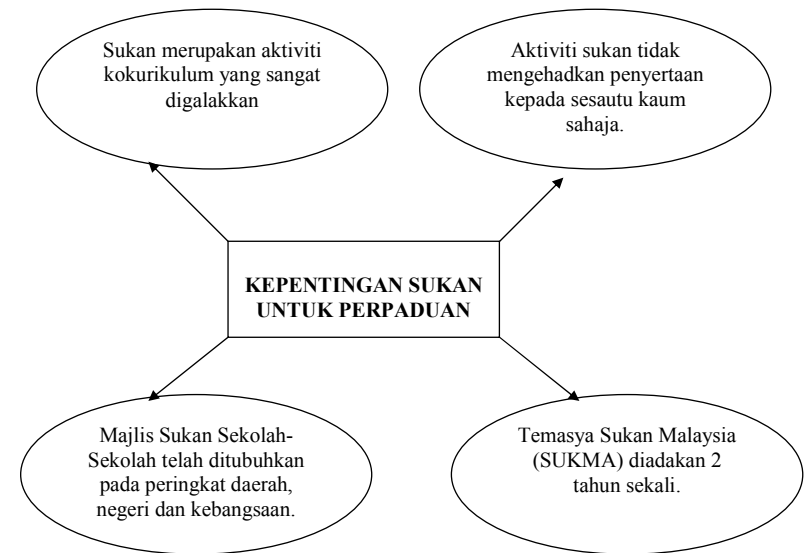 Sukan merupakan aktiviti
kokurikulum yang sangat
digalakkan
Aktiviti sukan tidak
mengehadkan penyertaan
kepada sesautu kaum
sahaja.
KEPENTINGAN SUKAN
UNTUK PERPADUAN
Majlis Sukan Sekolah-
Sekolah telah ditubuhkan
pada peringkat daerah,
negeri dan kebangsaan.
Temasya Sukan Malaysia
(SUKMA) diadakan 2
tahun sekali.